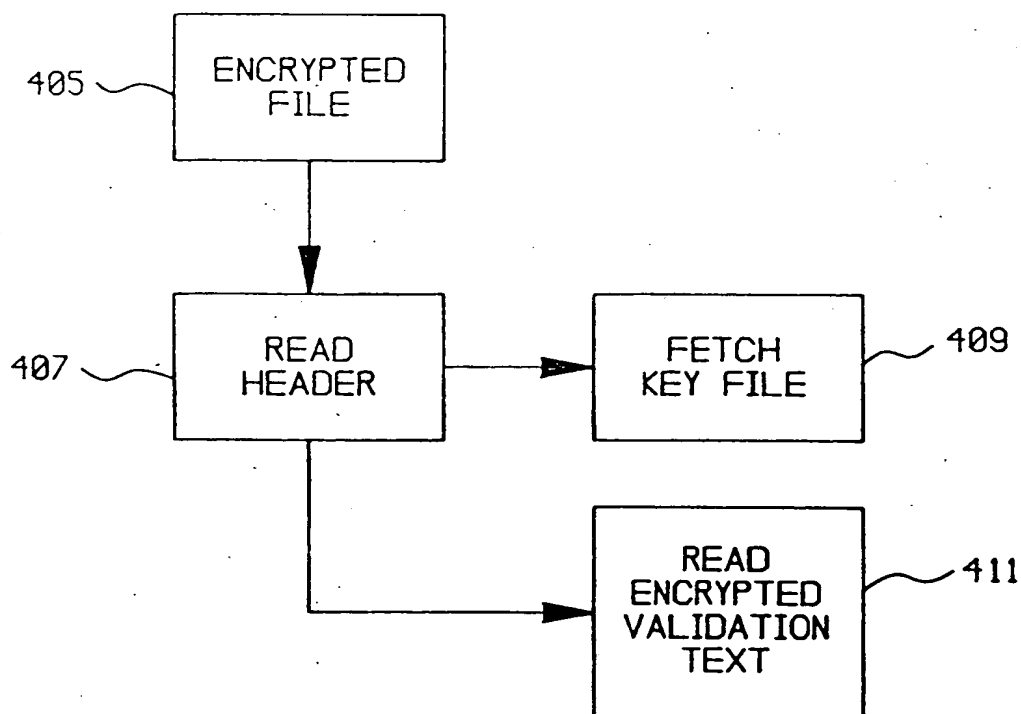 405
ENCRYPTED
FILE
407
READ
HEADER
FETCH
KEY FILE
409
READ
ENCRYPTED
VALIDATION
TEXT
411